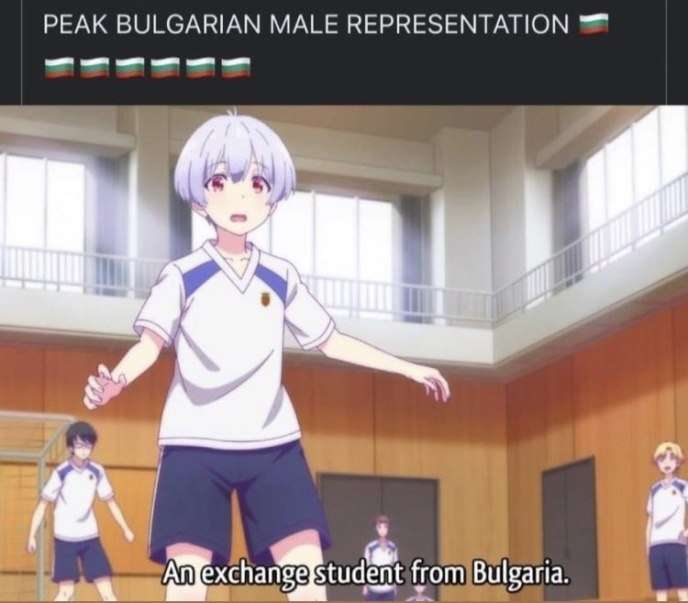 PEAK BULGARIAN MALE REPRESENTATION 🇧🇬
🇧🇬🇧🇬🇧🇬🇧🇬🇧🇬🇧🇬
An exchange student from Bulgaria.